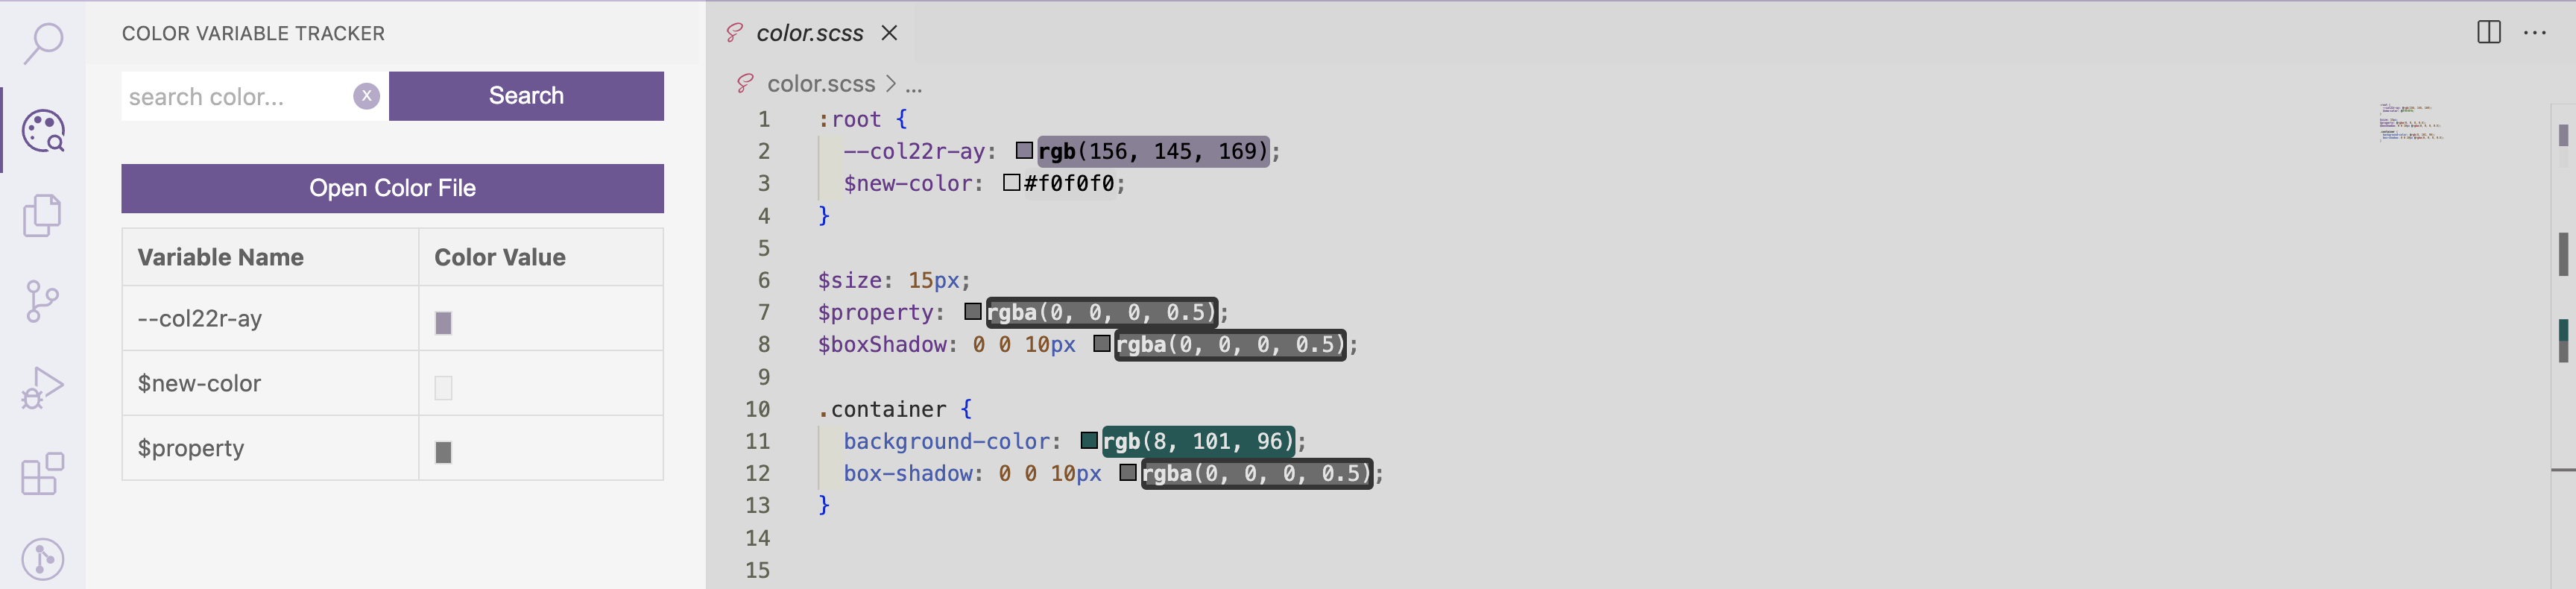 COLOR VARIABLE TRACKER
search color... X Search
Open Color File
Variable Name Color Value
--col22r-ay
$new-color
$property
color.scss
color.scss > ...
1 :root {
2 --col22r-ay: rgb(156, 145, 169);
3 $new-color: #f0f0f0;
4 }
5
6 $size: 15px;
7 $property: rgba(0, 0, 0, 0.5);
8 $boxShadow: 0 0 10px rgba(0, 0, 0, 0.5);
9
10 .container {
11 background-color: rgb(8, 101, 96);
12 box-shadow: 0 0 10px rgba(0, 0, 0, 0.5);
13 }
14
15